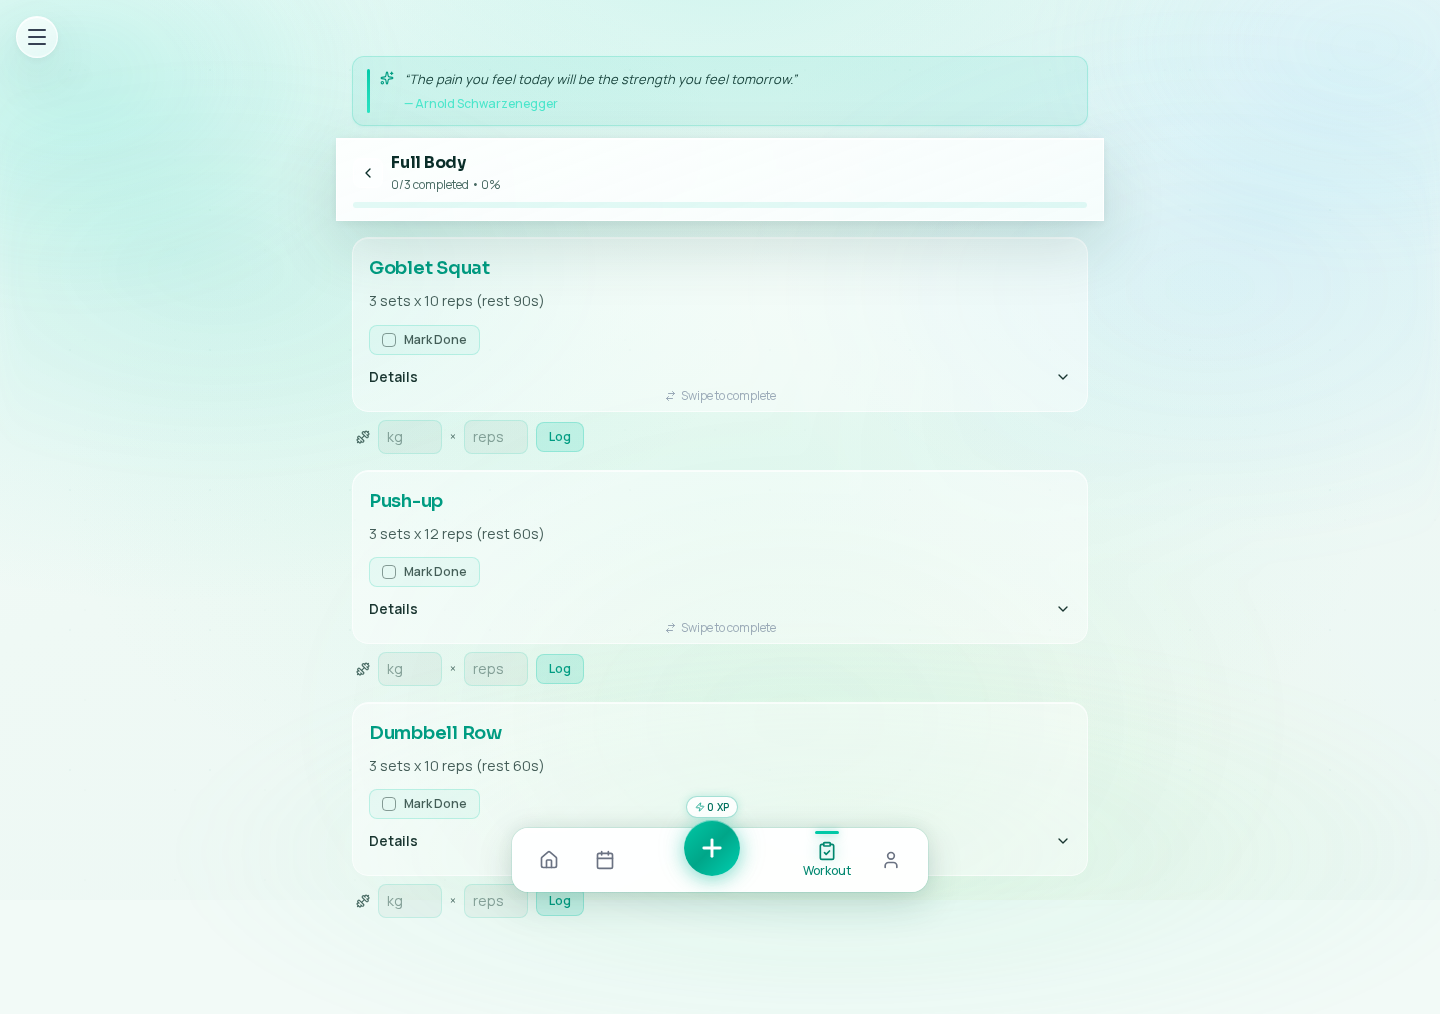 “The pain you feel today will be the strength you feel tomorrow.”
— Arnold Schwarzenegger
Full Body
0/3 completed • 0%
Goblet Squat
3 sets x 10 reps (rest 90s)
Mark Done
Details
Swipe to complete
kg × reps Log
Push-up
3 sets x 12 reps (rest 60s)
Mark Done
Details
Swipe to complete
kg × reps Log
Dumbbell Row
3 sets x 10 reps (rest 60s)
Mark Done
0 XP
Details
Workout
kg × reps Log